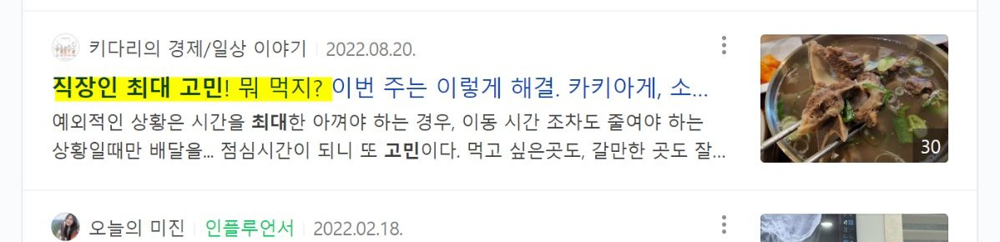 키다리의 경제/일상 이야기 2022.08.20.
직장인 최대 고민! 뭐 먹지? 이번 주는 이렇게 해결. 카키아게, 소...
예외적인 상황은 시간을 최대한 아껴야 하는 경우, 이동 시간 조차도 줄여야 하는
상황일때만 배달을... 점심시간이 되니 또 고민이다. 먹고 싶은곳도, 갈만한 곳도 잘...
30
오늘의 미진 인플루언서 2022.02.18.